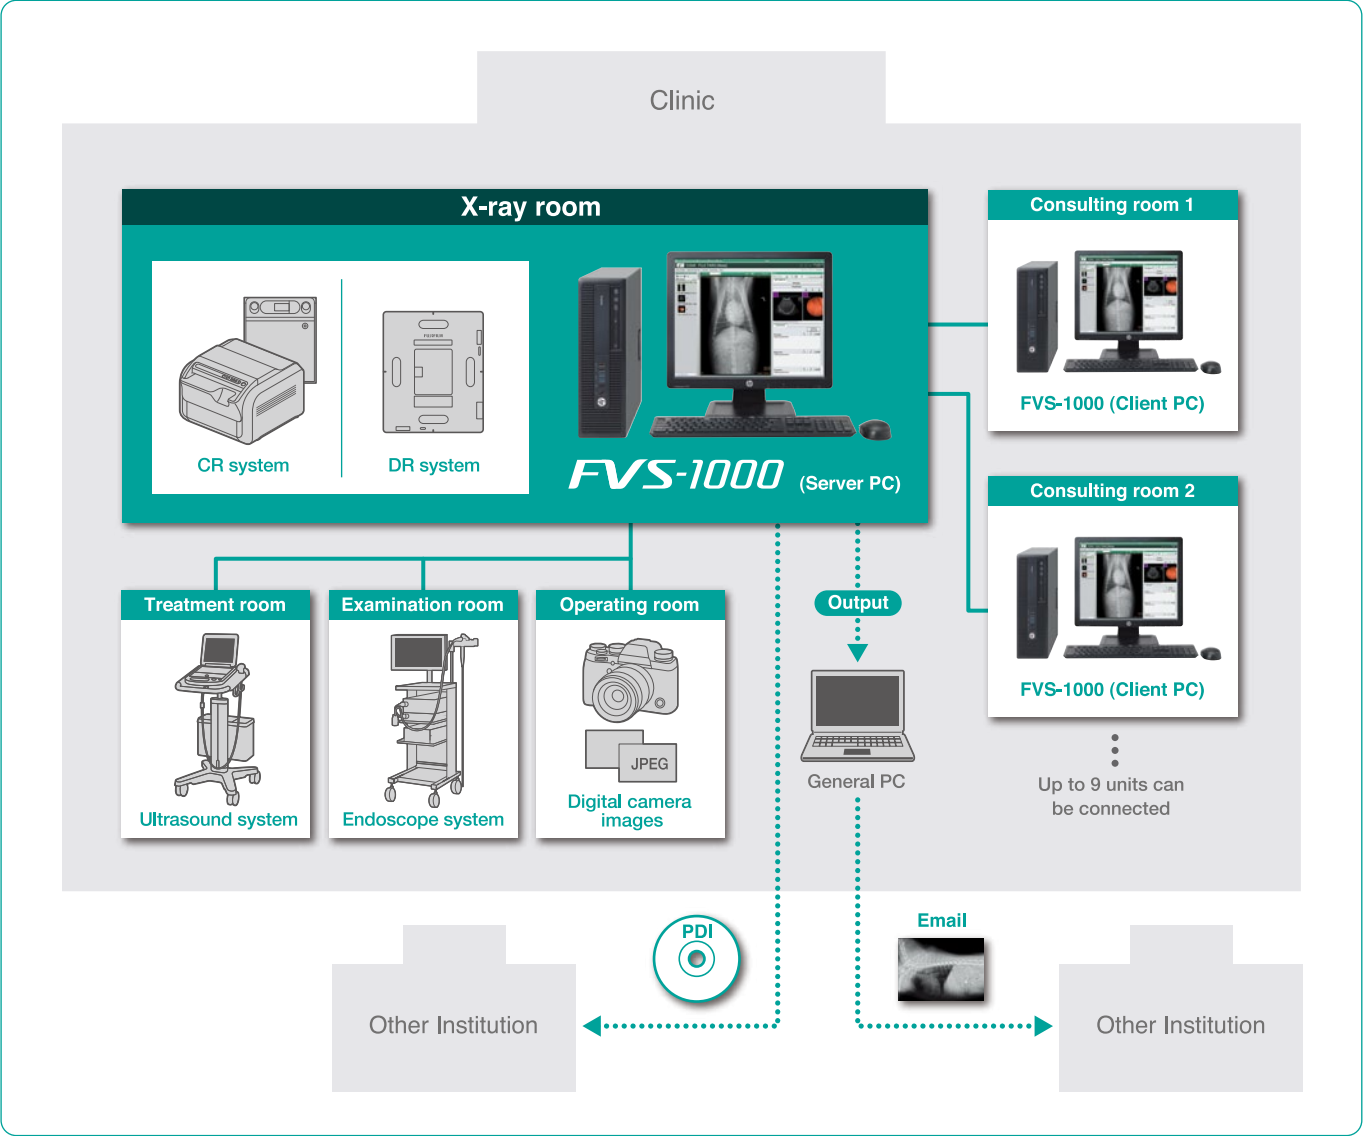 Clinic
X-ray room
CR system
DR system
FVS-1000 (Server PC)
Consulting room 1
FVS-1000 (Client PC)
Consulting room 2
FVS-1000 (Client PC)
Up to 9 units can
be connected
Treatment room
Ultrasound system
Examination room
Endoscope system
Operating room
JPEG
Digital camera
images
Output
General PC
PDI
Email
Other Institution
Other Institution